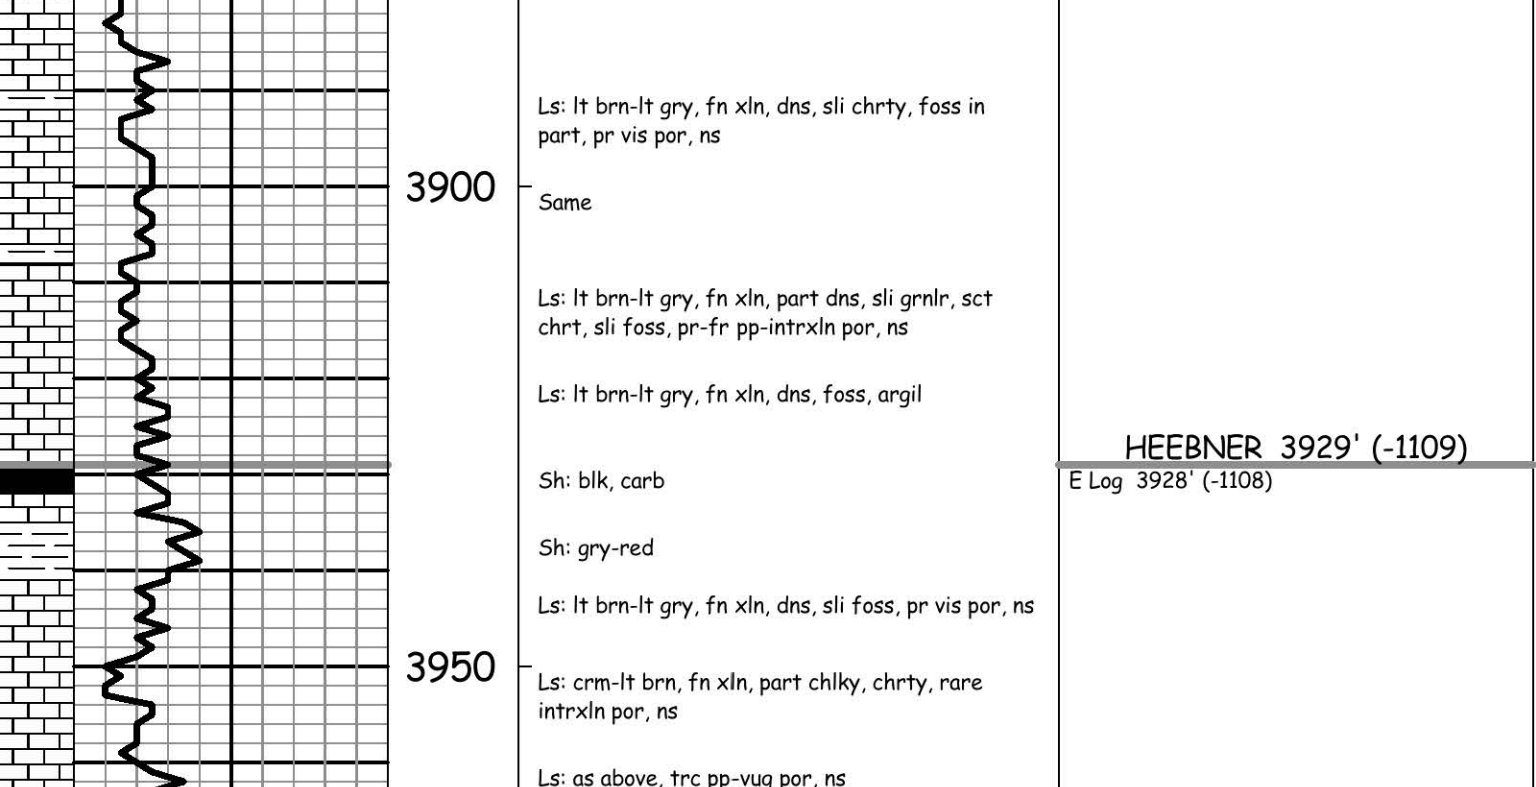 Ls: lt brn-lt gry, fn xln, dns, sli chrty, foss in
part, pr vis por, ns
3900
Same
Ls: lt brn-lt gry, fn xln, part dns, sli grnlr, sct
chrt, sli foss, pr-fr pp-intrxln por, ns
Ls: lt brn-lt gry, fn xln, dns, foss, argil
HEEBNER 3929' (-1109)
E Log 3928' (-1108)
Sh: blk, carb
Sh: gry-red
Ls: lt brn-lt gry, fn xln, dns, sli foss, pr vis por, ns
3950
Ls: crm-lt brn, fn xln, part chlky, chrty, rare
intrxln por, ns
Ls: as above, trc pp-vug por, ns